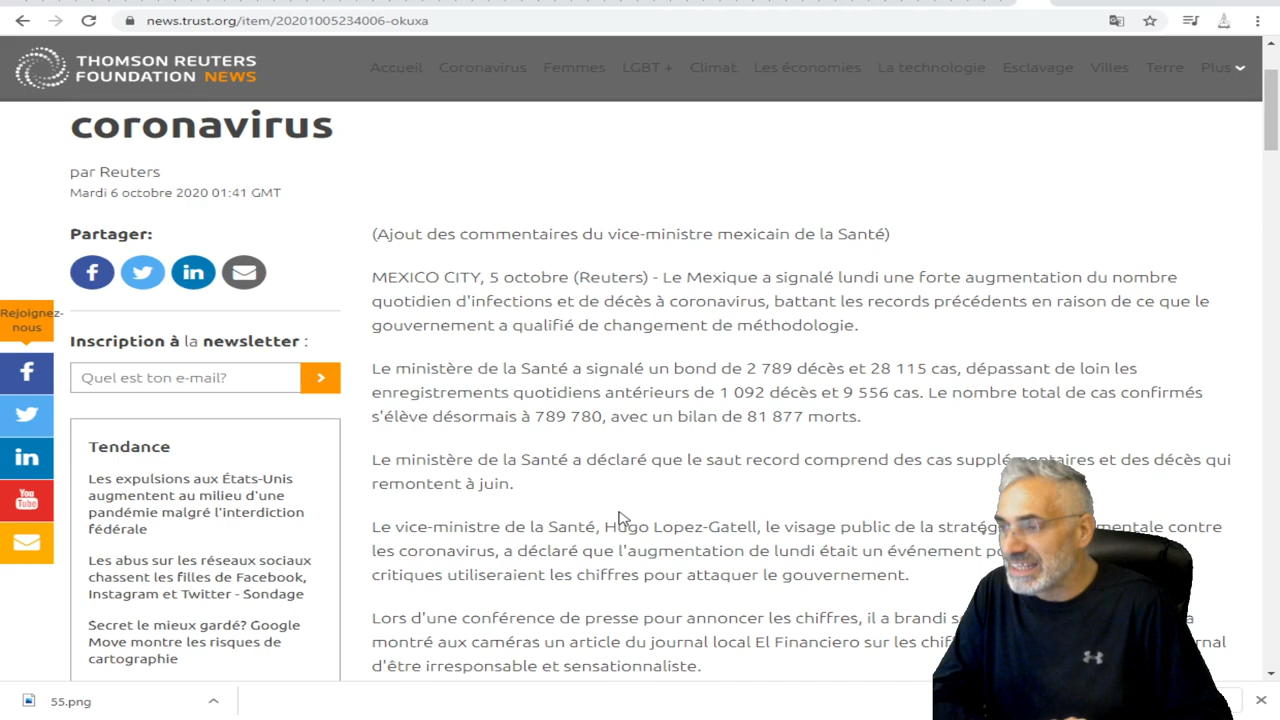 news.trust.org/item/20201005234006-okuxa
THOMSON REUTERS
FOUNDATION NEWS
Accueil Coronavirus Femmes LGBT + Climat Les économies La technologie Esclavage Villes Terre Plus
coronavirus
par Reuters
Mardi 6 octobre 2020 01:41 GMT
Partager:
Rejoignez-
nous
Inscription à la newsletter :
Quel est ton e-mail?
Tendance
Les expulsions aux États-Unis
augmentent au milieu d'une
pandémie malgré l'interdiction
fédérale
Les abus sur les réseaux sociaux
chassent les filles de Facebook,
Instagram et Twitter - Sondage
Secret le mieux gardé? Google
Move montre les risques de
cartographie
(Ajout des commentaires du vice-ministre mexicain de la Santé)
MEXICO CITY, 5 octobre (Reuters) - Le Mexique a signalé lundi une forte augmentation du nombre
quotidien d'infections et de décès à coronavirus, battant les records précédents en raison de ce que le
gouvernement a qualifié de changement de méthodologie.
Le ministère de la Santé a signalé un bond de 2 789 décès et 28 115 cas, dépassant de loin les
enregistrements quotidiens antérieurs de 1 092 décès et 9 556 cas. Le nombre total de cas confirmés
s'élève désormais à 789 780, avec un bilan de 81 877 morts.
Le ministère de la Santé a déclaré que le saut record comprend des cas supplémentaires et des décès qui
remontent à juin.
Le vice-ministre de la Santé, Hugo Lopez-Gatell, le visage public de la contre
les coronavirus, a déclaré que l'augmentation de lundi était un événement
critiques utiliseraient les chiffres pour attaquer le gouvernement.
Lors d'une conférence de presse pour annoncer les chiffres, il a brandi
montré aux caméras un article du journal local El Financiero sur les
d'être irresponsable et sensationnaliste.
You
Tube
55.png